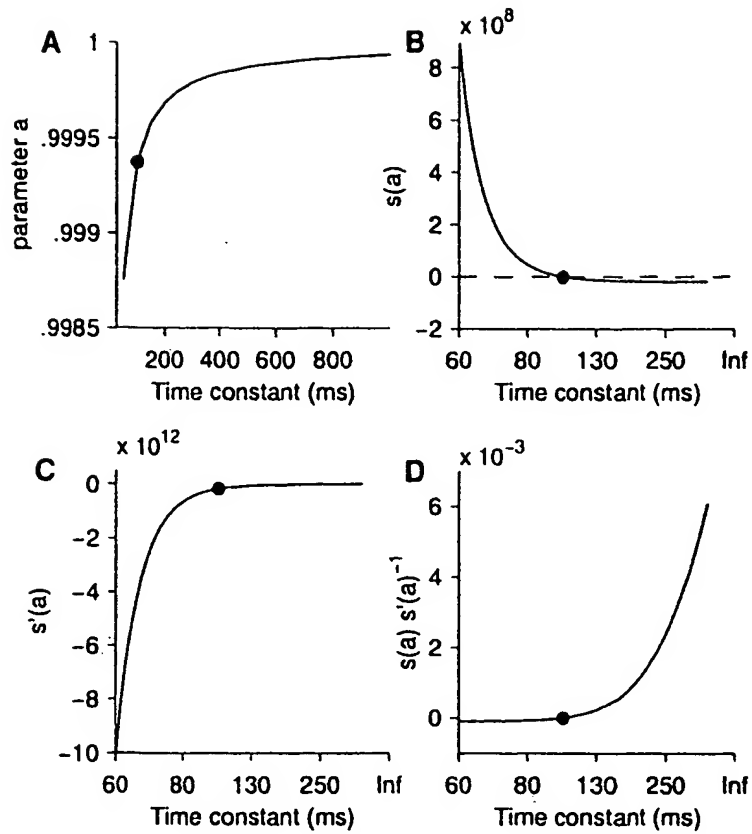 A
parameter a
1
.9995
.999
.9985
200 400 600 800
Time constant (ms)
B
x 10^8
s(a)
8
6
4
2
0
-2
60 80 130 250 Inf
Time constant (ms)
C
x 10^12
s'(a)
0
-2
-4
-6
-8
-10
60 80 130 250 Inf
Time constant (ms)
D
x 10^-3
s(a) s'(a)^-1
6
4
2
0
60 80 130 250 Inf
Time constant (ms)